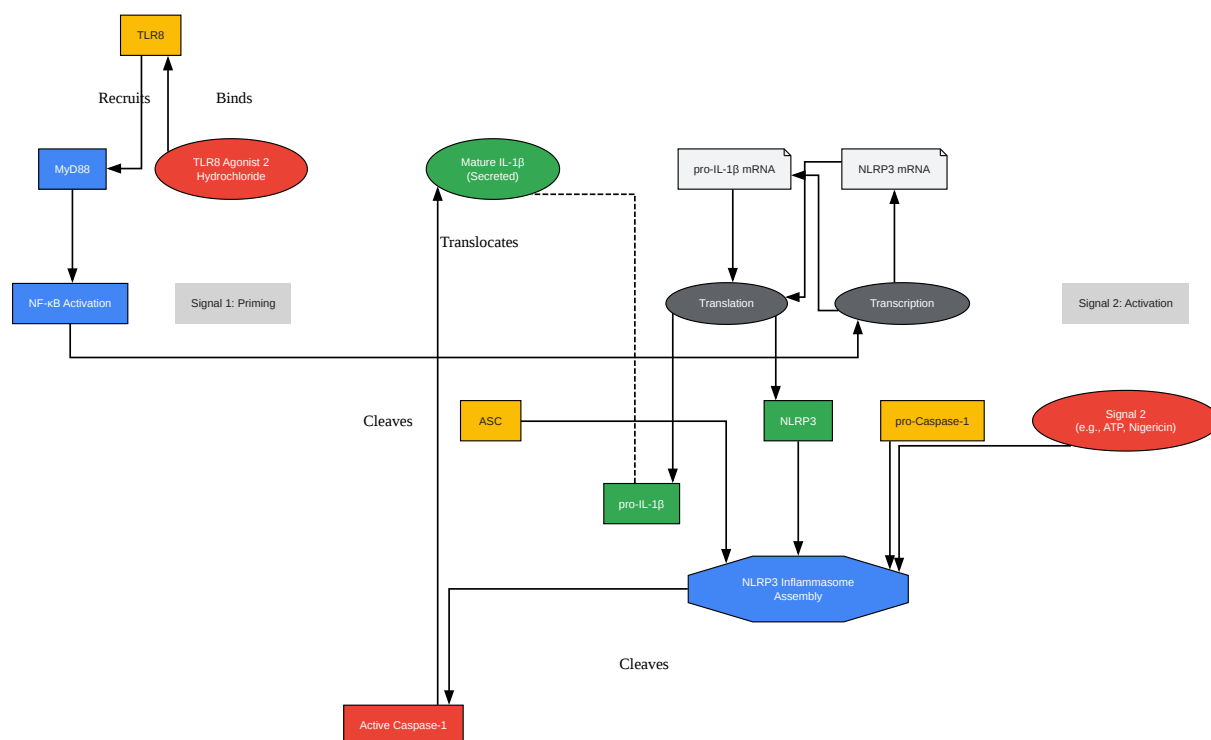 TLR8
Recruits
Binds
MyD88
TLR8 Agonist 2
Hydrochloride
Mature IL-1β
(Secreted)
pro-IL-1β mRNA
NLRP3 mRNA
Translocates
NF-κB Activation
Signal 1: Priming
Translation
Transcription
Signal 2: Activation
Cleaves
ASC
NLRP3
pro-Caspase-1
Signal 2
(e.g., ATP, Nigericin)
pro-IL-1β
NLRP3 Inflammasome
Assembly
Cleaves
Active Caspase-1